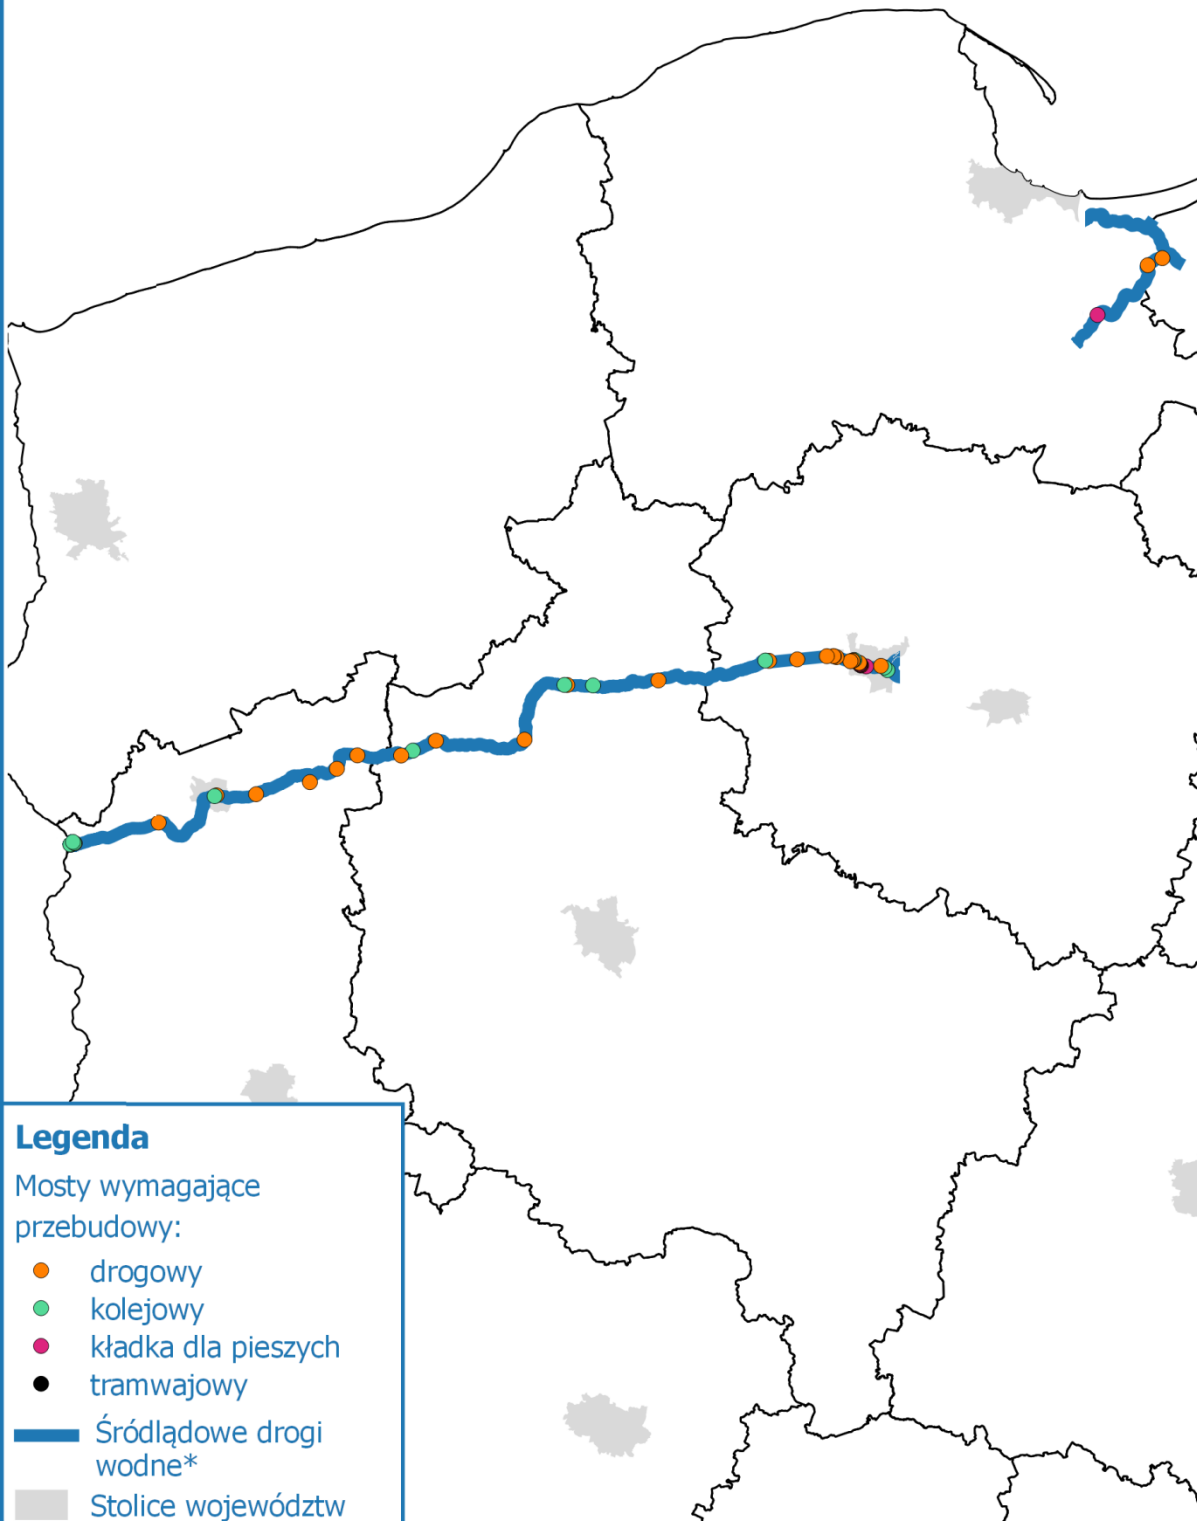 Legenda
Mosty wymagające
przebudowy:
drogowy
kolejowy
kładka dla pieszych
tramwajowy
Śródlądowe drogi
wodne*
Stolice województw